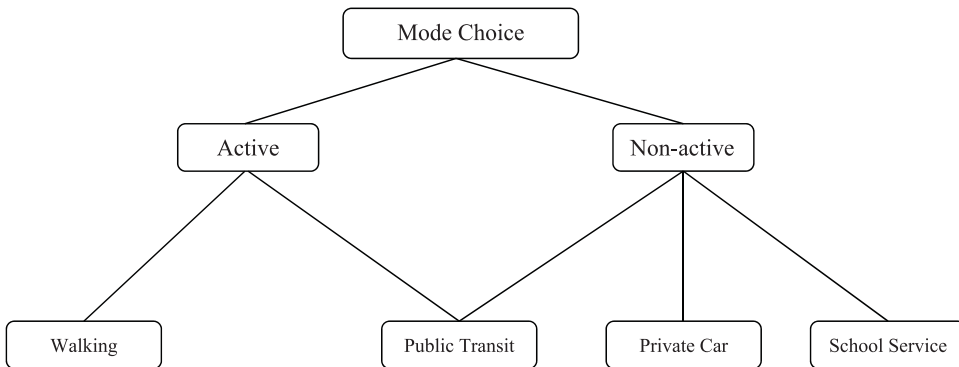 Mode Choice
Active
Non-active
Walking
Public Transit
Private Car
School Service